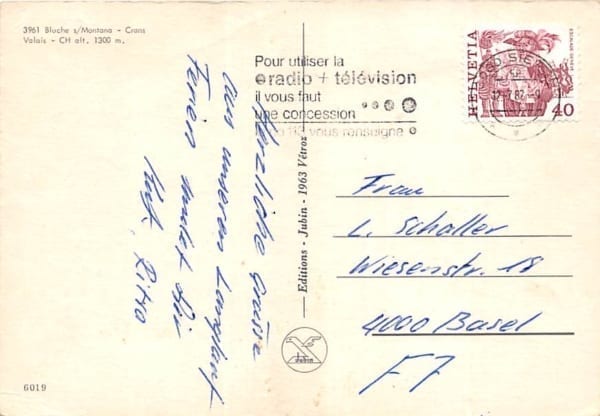 3961 Bluche s/Montana - Crans
Valais - CH alt. 1300 m.
Pour utiliser la
radio + télévision
il vous faut
une concession
vous renseigne
HELVETIA
40
Herzliche Grüsse
aus unseren Langlauf
Ferien sendet Dir
Editions - Jubin - 1963 Vétroz
jubin
Frau
L. Schaller
Wiesenstr. 18
4000 Basel
6019